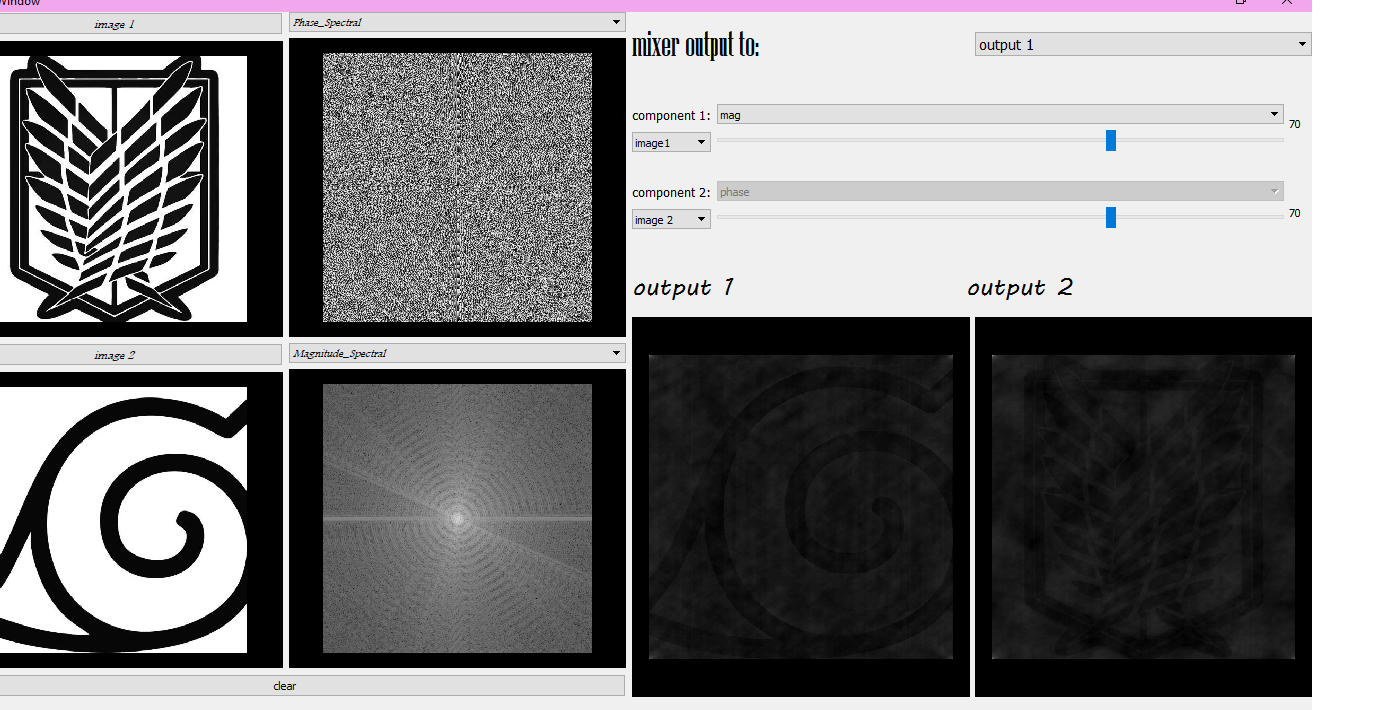 Window
image 1
Phase_Spectral
mixer output to:
output 1
component 1:
mag
70
image1
component 2:
phase
image 2
70
output 1
output 2
image 2
Magnitude_Spectral
clear